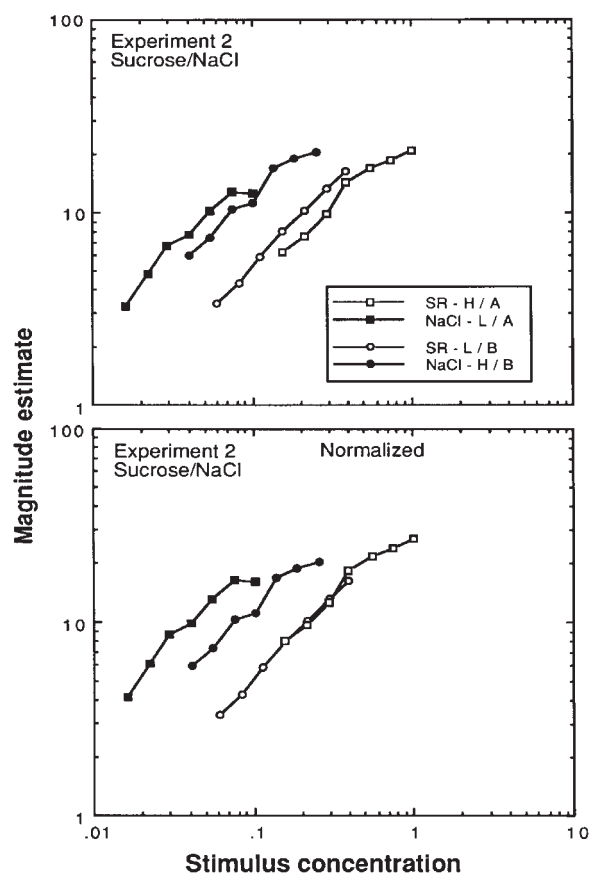 100
Experiment 2
Sucrose/NaCl
10
SR - H / A
NaCl - L / A
SR - L / B
NaCl - H / B
1
Magnitude estimate
100
Experiment 2 Normalized
Sucrose/NaCl
10
1
.01 .1 1 10
Stimulus concentration